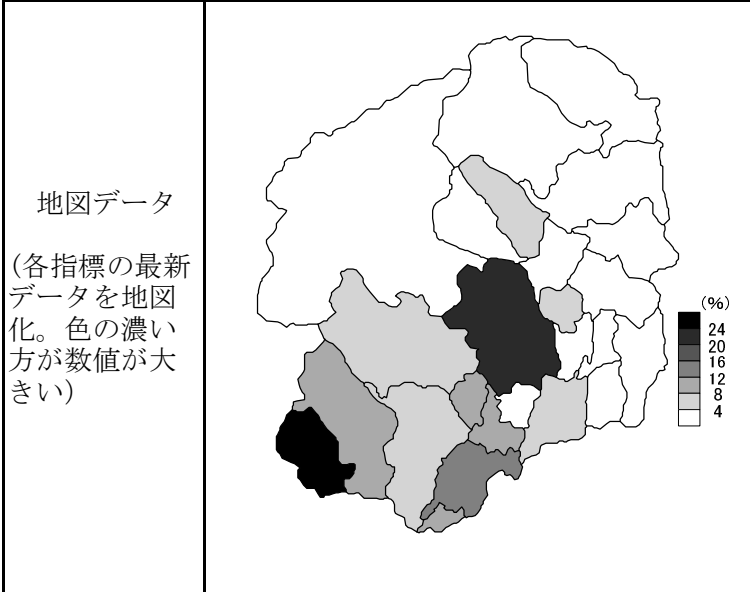 地図データ
(各指標の最新
データを地図
化。色の濃い
方が数値が大
きい)
(%)
24
20
16
12
8
4